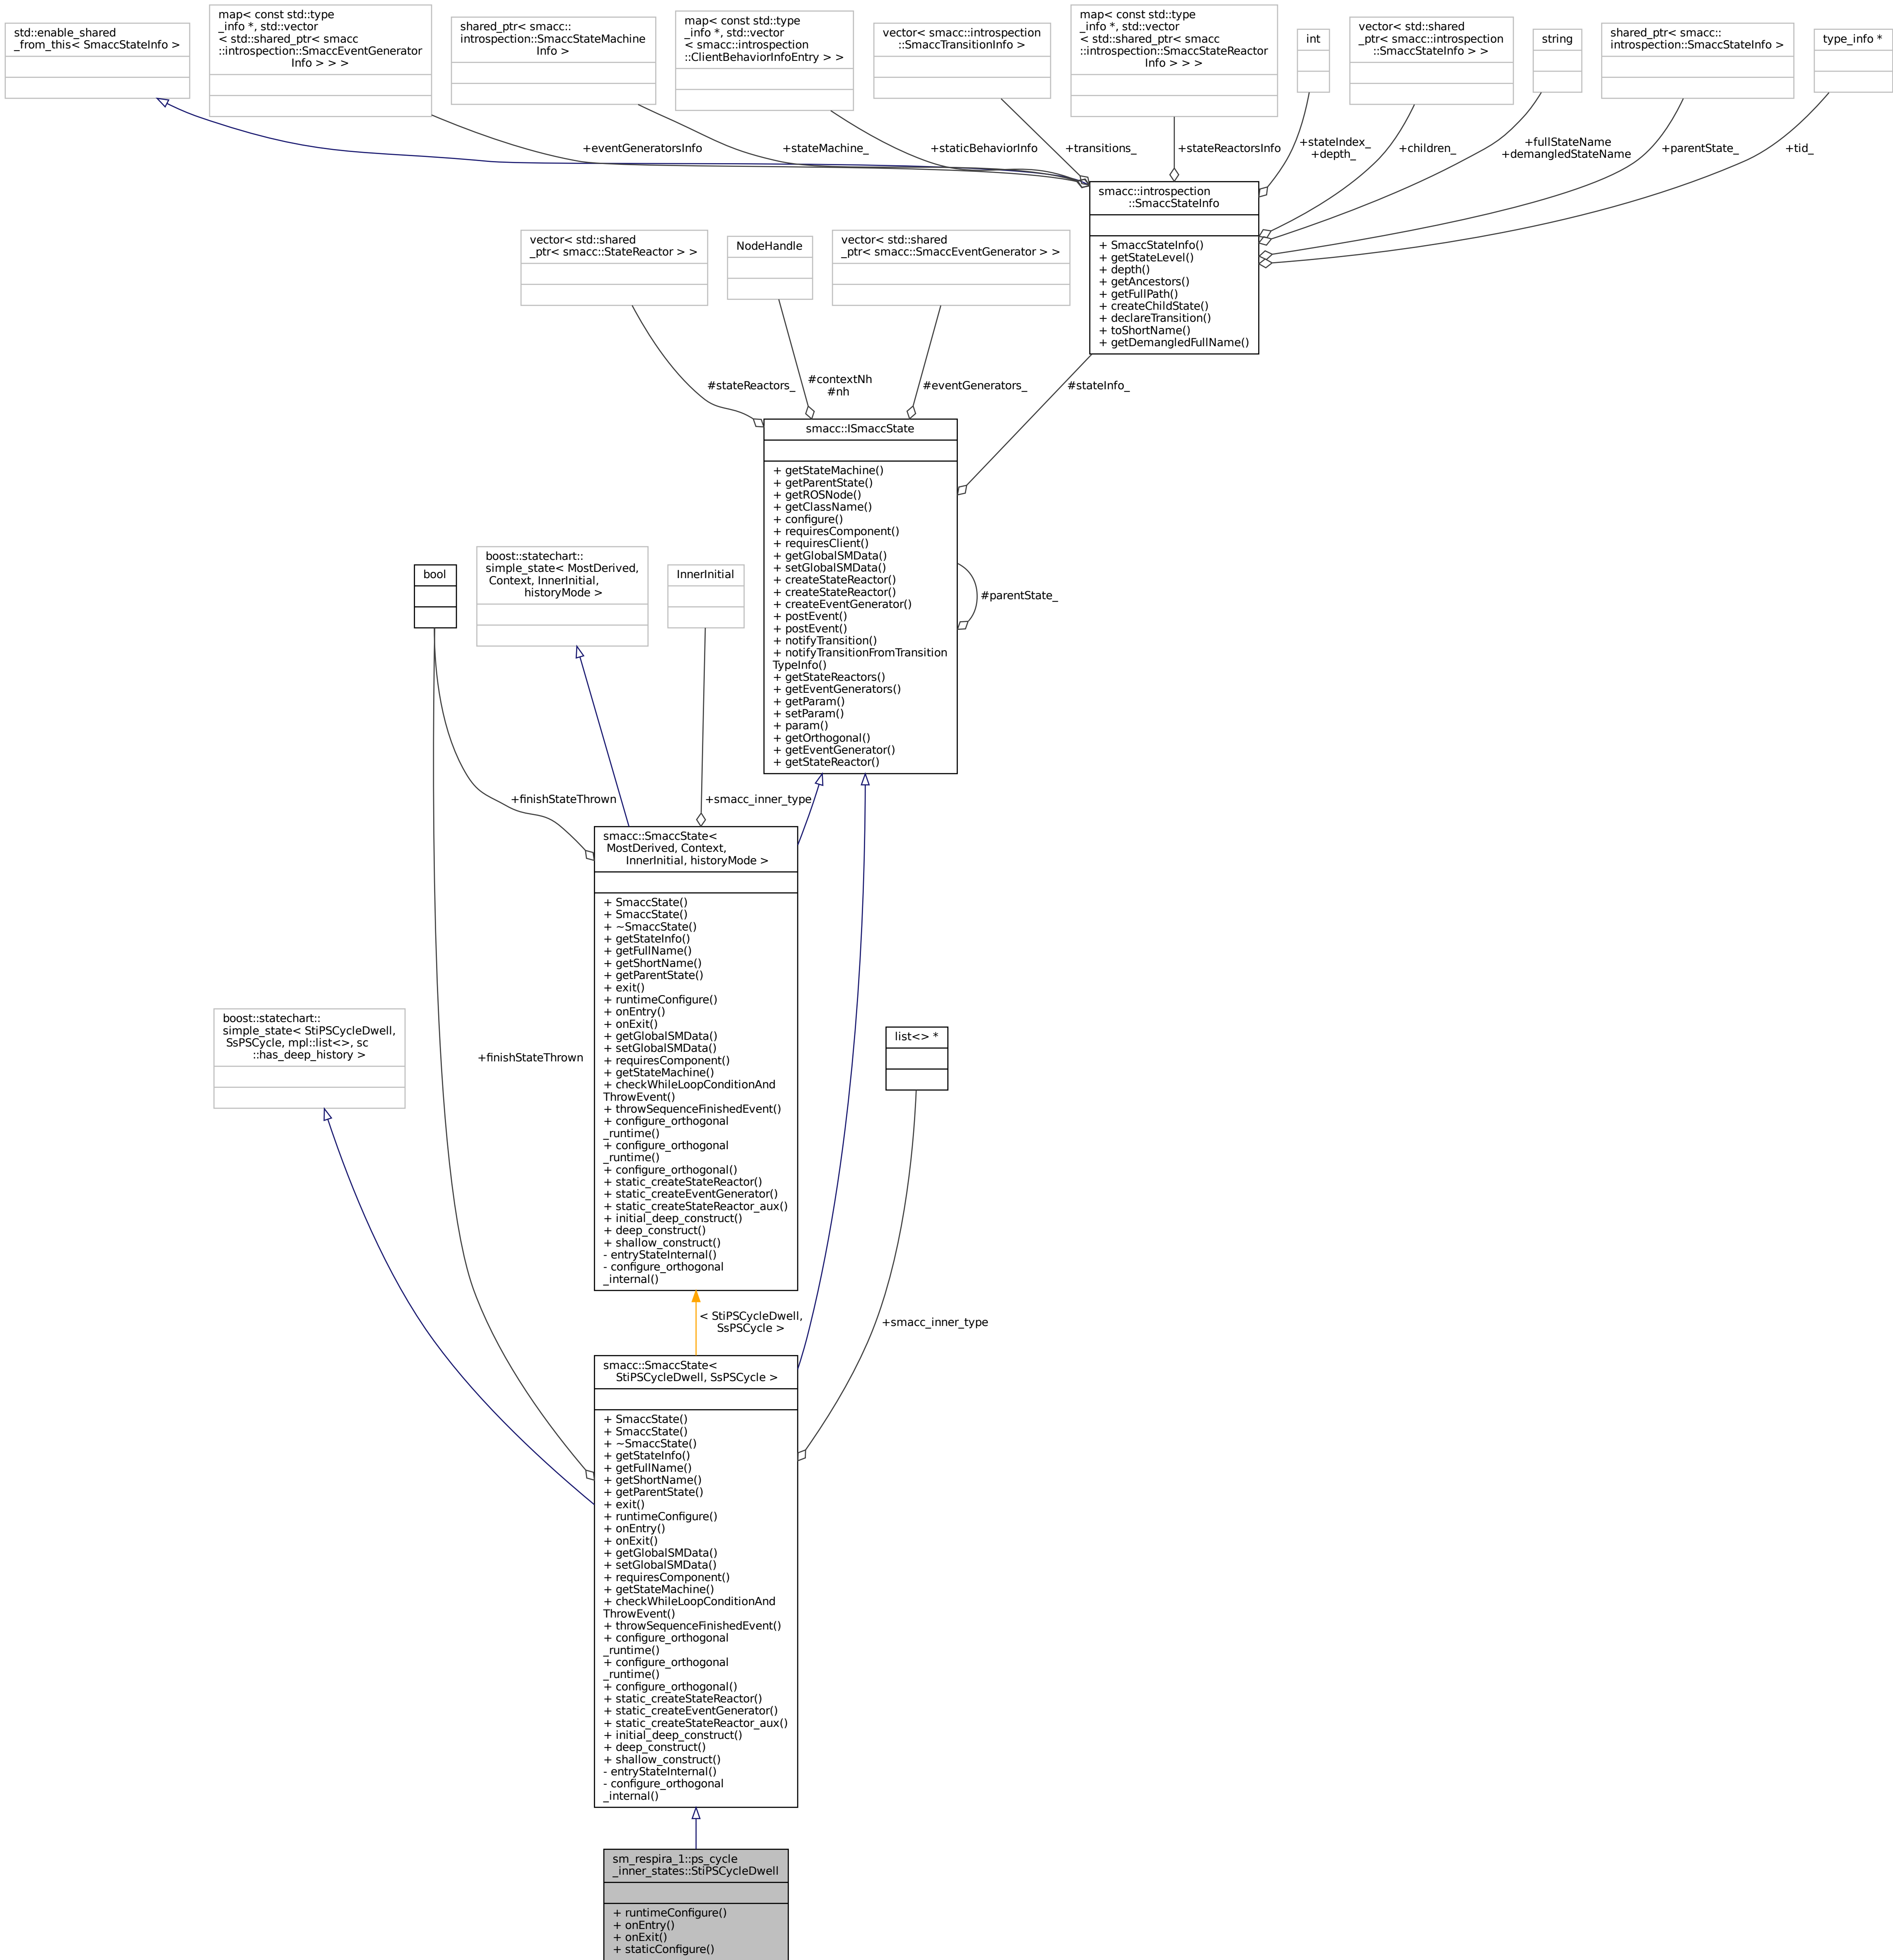 std::enable_shared
_from_this< SmaccStateInfo >
map< const std::type
_info *, std::vector
< std::shared_ptr< smacc
::introspection::SmaccEventGenerator
Info > > >
shared_ptr< smacc::
introspection::SmaccStateMachine
Info >
map< const std::type
_info *, std::vector
< smacc::introspection
::ClientBehaviorInfoEntry > >
vector< smacc::introspection
::SmaccTransitionInfo >
map< const std::type
_info *, std::vector
< std::shared_ptr< smacc
::introspection::SmaccStateReactor
Info > > >
int
vector< std::shared
_ptr< smacc::introspection
::SmaccStateInfo > >
string
shared_ptr< smacc::
introspection::SmaccStateInfo >
type_info *
+eventGeneratorsInfo
+stateMachine_
+staticBehaviorInfo
+transitions_
+stateReactorsInfo
+stateIndex_
+depth_
+children_
+fullStateName
+demangledStateName
+parentState_
+tid_
smacc::introspection
::SmaccStateInfo
+ SmaccStateInfo()
+ getStateLevel()
+ depth()
+ getAncestors()
+ getFullPath()
+ createChildState()
+ declareTransition()
+ toShortName()
+ getDemangledFullName()
vector< std::shared
_ptr< smacc::StateReactor > >
NodeHandle
vector< std::shared
_ptr< smacc::SmaccEventGenerator > >
#stateReactors_
#contextNh
#nh
#eventGenerators_
#stateInfo_
smacc::ISmaccState
+ getStateMachine()
+ getParentState()
+ getROSNode()
+ getClassName()
+ configure()
+ requiresComponent()
+ requiresClient()
+ getGlobalSMData()
+ setGlobalSMData()
+ createStateReactor()
+ createStateReactor()
+ createEventGenerator()
+ postEvent()
+ postEvent()
+ notifyTransition()
+ notifyTransitionFromTransition
TypeInfo()
+ getStateReactors()
+ getEventGenerators()
+ getParam()
+ setParam()
+ param()
+ getOrthogonal()
+ getEventGenerator()
+ getStateReactor()
#parentState_
bool
boost::statechart::
simple_state< MostDerived,
Context, InnerInitial,
historyMode >
InnerInitial
+finishStateThrown
+smacc_inner_type
smacc::SmaccState<
MostDerived, Context,
InnerInitial, historyMode >
+ SmaccState()
+ SmaccState()
+ ~SmaccState()
+ getStateInfo()
+ getFullName()
+ getShortName()
+ getParentState()
+ exit()
+ runtimeConfigure()
+ onEntry()
+ onExit()
+ getGlobalSMData()
+ setGlobalSMData()
+ requiresComponent()
+ getStateMachine()
+ checkWhileLoopConditionAnd
ThrowEvent()
+ throwSequenceFinishedEvent()
+ configure_orthogonal
_runtime()
+ configure_orthogonal
_runtime()
+ configure_orthogonal()
+ static_createStateReactor()
+ static_createEventGenerator()
+ static_createStateReactor_aux()
+ initial_deep_construct()
+ deep_construct()
+ shallow_construct()
- entryStateInternal()
- configure_orthogonal
_internal()
boost::statechart::
simple_state< StiPSCycleDwell,
SsPSCycle, mpl::list<>, sc
::has_deep_history >
+finishStateThrown
list<> *
< StiPSCycleDwell,
SsPSCycle >
+smacc_inner_type
smacc::SmaccState<
StiPSCycleDwell, SsPSCycle >
+ SmaccState()
+ SmaccState()
+ ~SmaccState()
+ getStateInfo()
+ getFullName()
+ getShortName()
+ getParentState()
+ exit()
+ runtimeConfigure()
+ onEntry()
+ onExit()
+ getGlobalSMData()
+ setGlobalSMData()
+ requiresComponent()
+ getStateMachine()
+ checkWhileLoopConditionAnd
ThrowEvent()
+ throwSequenceFinishedEvent()
+ configure_orthogonal
_runtime()
+ configure_orthogonal
_runtime()
+ configure_orthogonal()
+ static_createStateReactor()
+ static_createEventGenerator()
+ static_createStateReactor_aux()
+ initial_deep_construct()
+ deep_construct()
+ shallow_construct()
- entryStateInternal()
- configure_orthogonal
_internal()
sm_respira_1::ps_cycle
_inner_states::StiPSCycleDwell
+ runtimeConfigure()
+ onEntry()
+ onExit()
+ staticConfigure()